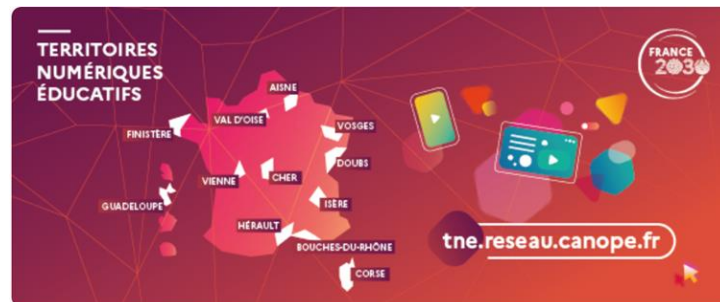 TERRITOIRES
NUMÉRIQUES
ÉDUCATIFS
FRANCE
2030
AISNE
VAL D'OISE
FINISTÈRE
VOSGES
DOUBS
VIENNE
CHER
GUADELOUPE
ISÈRE
HÉRAULT
BOUCHES-DU-RHÔNE
CORSE
tne.reseau.canope.fr